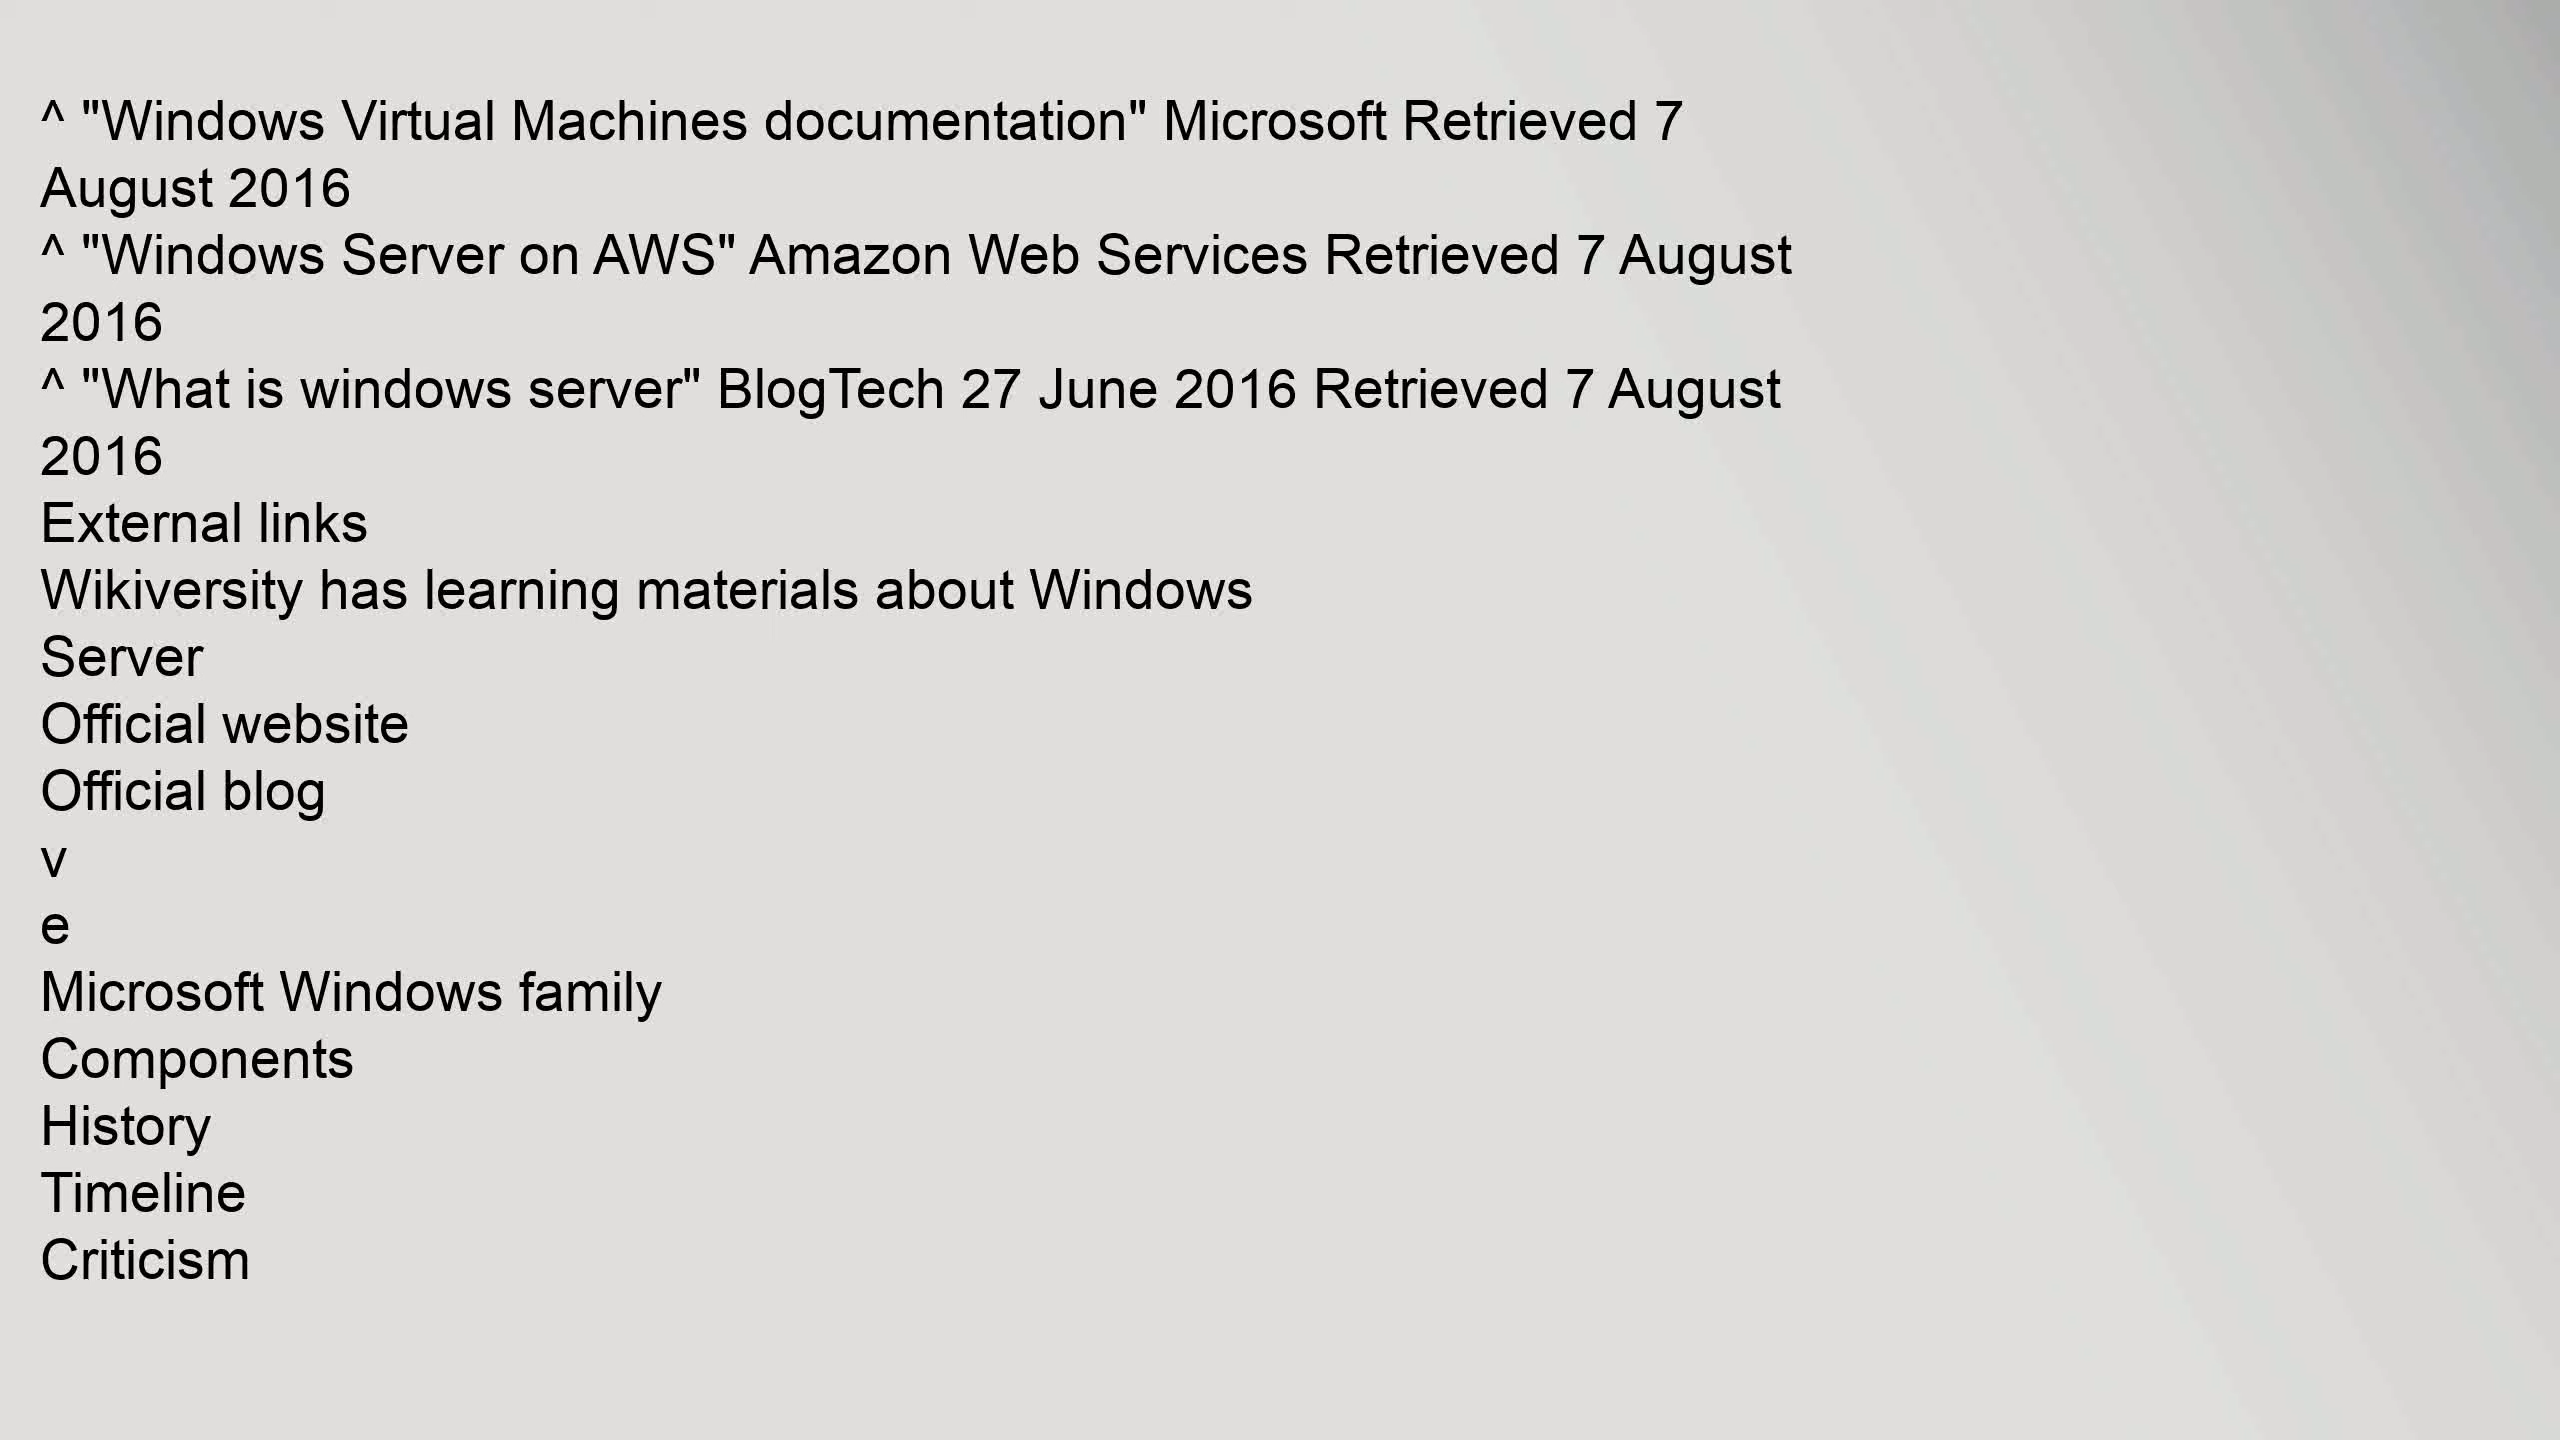 ^ "Windows Virtual Machines documentation" Microsoft Retrieved 7
August 2016
^ "Windows Server on AWS" Amazon Web Services Retrieved 7 August
2016
^ "What is windows server" BlogTech 27 June 2016 Retrieved 7 August
2016
External links
Wikiversity has learning materials about Windows
Server
Official website
Official blog
v
e
Microsoft Windows family
Components
History
Timeline
Criticism